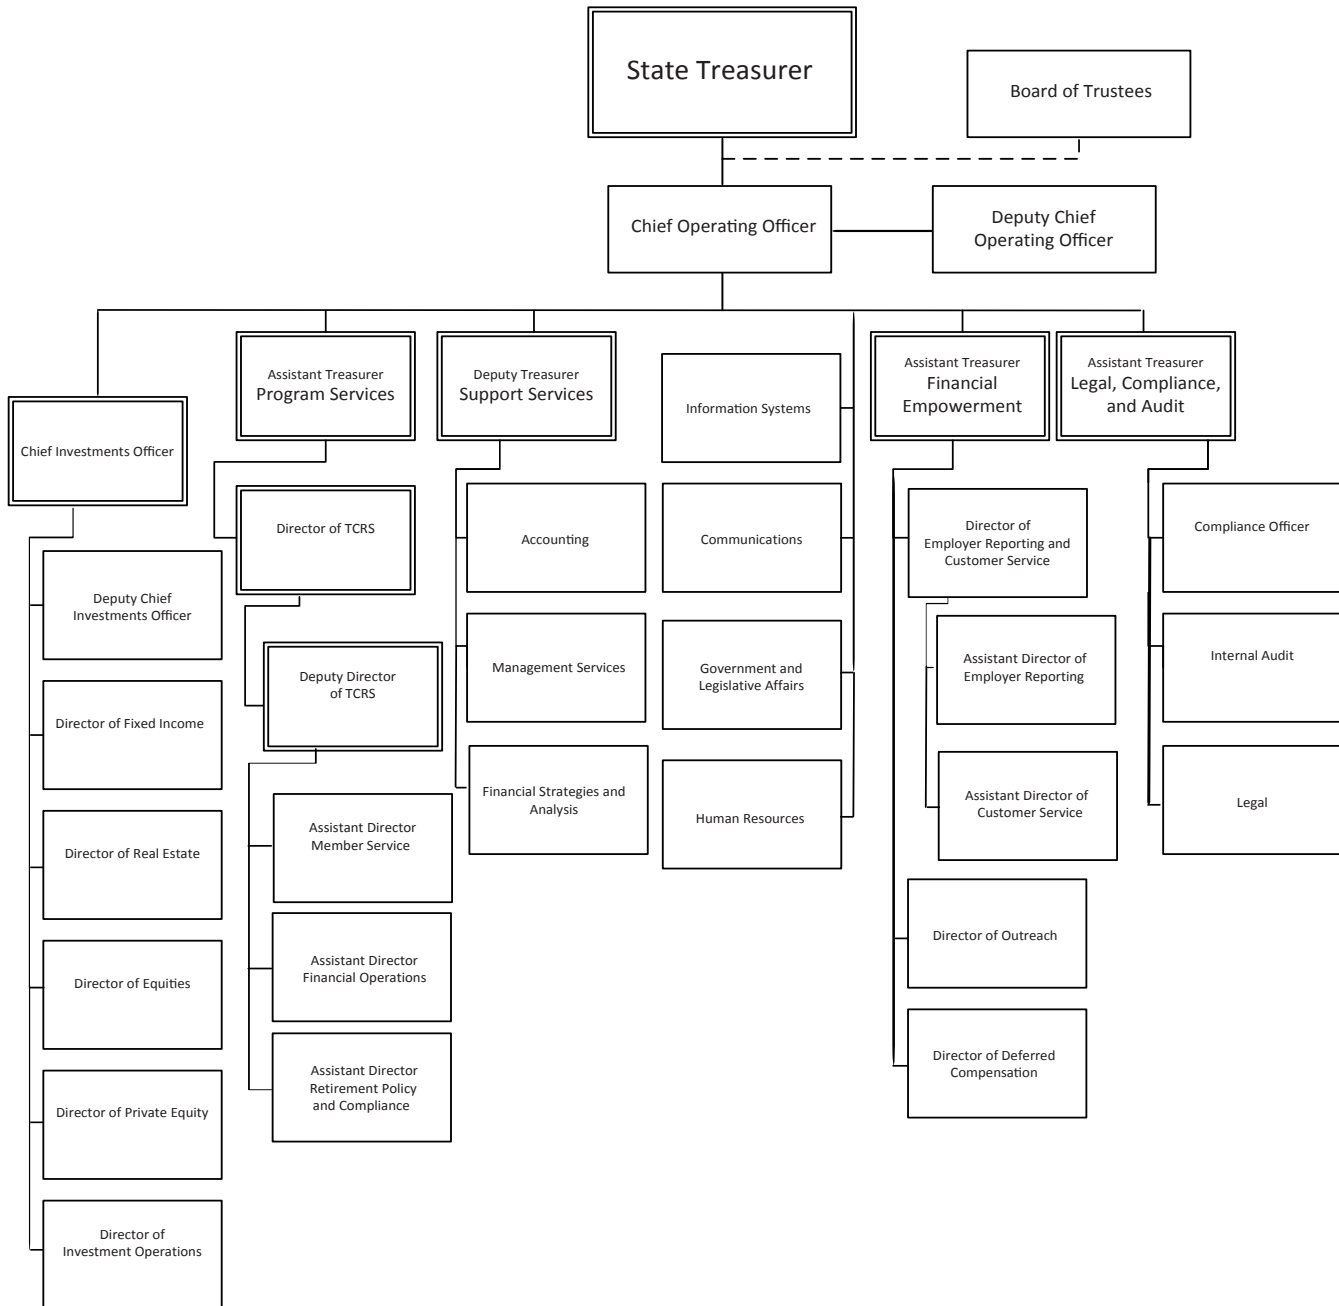 State Treasurer
Board of Trustees
Chief Operating Officer
Deputy Chief
Operating Officer
Chief Investments Officer
Deputy Chief
Investments Officer
Director of Fixed Income
Director of Real Estate
Director of Equities
Director of Private Equity
Director of
Investment Operations
Assistant Treasurer
Program Services
Director of TCRS
Deputy Director
of TCRS
Assistant Director
Member Service
Assistant Director
Financial Operations
Assistant Director
Retirement Policy
and Compliance
Deputy Treasurer
Support Services
Accounting
Management Services
Financial Strategies and
Analysis
Information Systems
Communications
Government and
Legislative Affairs
Human Resources
Assistant Treasurer
Financial
Empowerment
Director of
Employer Reporting and
Customer Service
Assistant Director of
Employer Reporting
Assistant Director of
Customer Service
Director of Outreach
Director of Deferred
Compensation
Assistant Treasurer
Legal, Compliance,
and Audit
Compliance Officer
Internal Audit
Legal